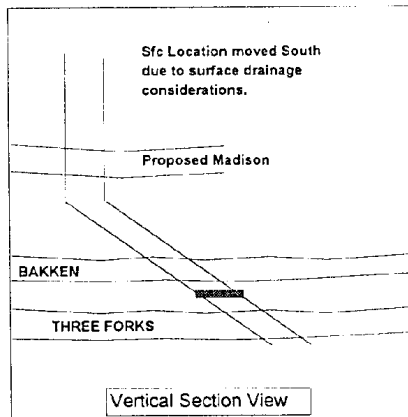 Sfc Location moved South
due to surface drainage
considerations.
Proposed Madison
BAKKEN
THREE FORKS
Vertical Section View